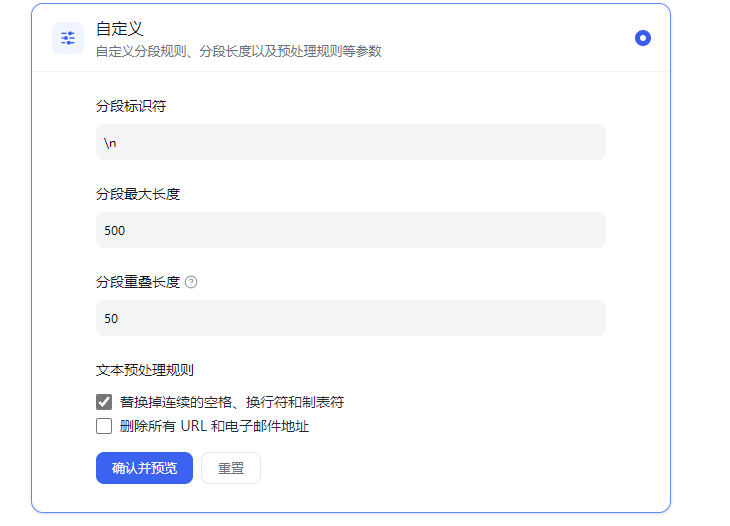 自定义
自定义分段规则、分段长度以及预处理规则等参数
分段标识符
\n
分段最大长度
500
分段重叠长度
50
文本预处理规则
替换掉连续的空格、换行符和制表符
删除所有 URL 和电子邮件地址
确认并预览 重置